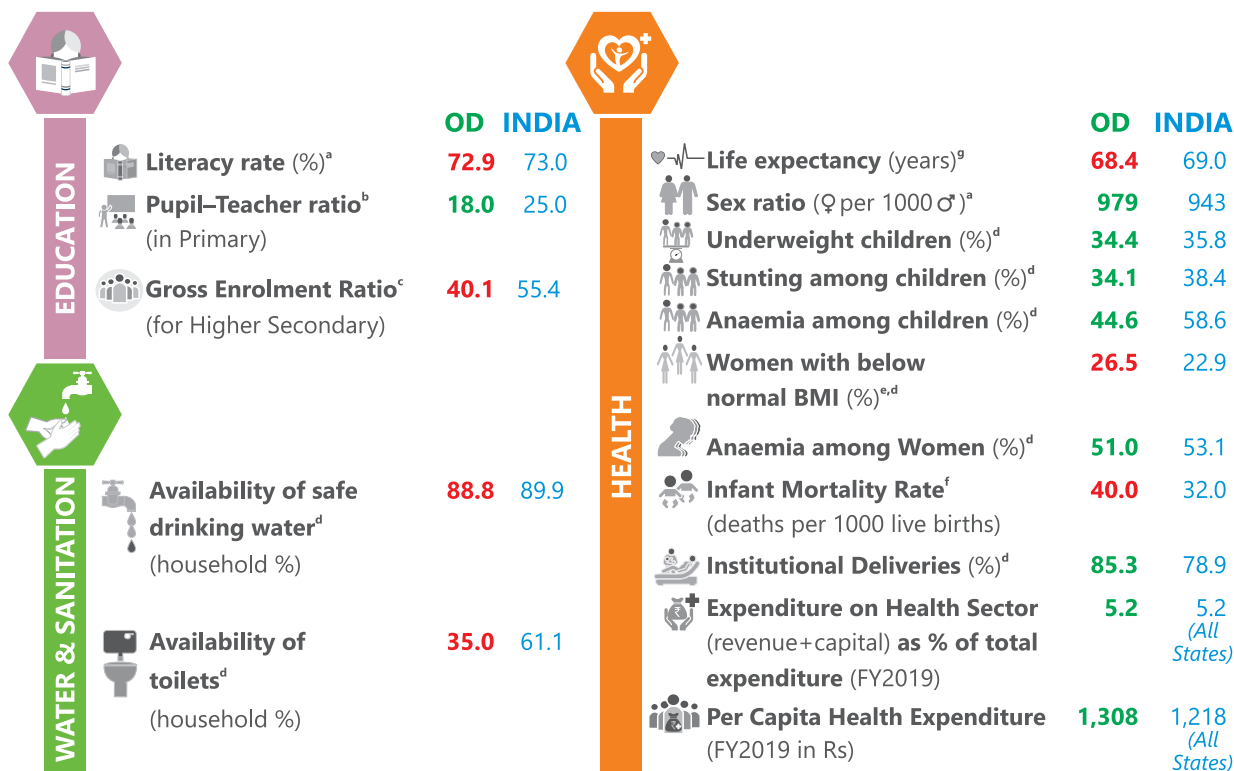 OD INDIA
EDUCATION
Literacy rate (%)ᵃ 72.9 73.0
Pupil–Teacher ratioᵇ 18.0 25.0
(in Primary)
Gross Enrolment Ratioᶜ 40.1 55.4
(for Higher Secondary)
WATER & SANITATION
Availability of safe 88.8 89.9
drinking waterᵈ
(household %)
Availability of 35.0 61.1
toiletsᵈ
(household %)
OD INDIA
HEALTH
Life expectancy (years)ᵍ 68.4 69.0
Sex ratio (♀ per 1000 ♂)ᵃ 979 943
Underweight children (%)ᵈ 34.4 35.8
Stunting among children (%)ᵈ 34.1 38.4
Anaemia among children (%)ᵈ 44.6 58.6
Women with below 26.5 22.9
normal BMI (%)ᵉ,ᵈ
Anaemia among Women (%)ᵈ 51.0 53.1
Infant Mortality Rateᶠ 40.0 32.0
(deaths per 1000 live births)
Institutional Deliveries (%)ᵈ 85.3 78.9
Expenditure on Health Sector 5.2 5.2
(revenue+capital) as % of total (All
expenditure (FY2019) States)
Per Capita Health Expenditure 1,308 1,218
(FY2019 in Rs) (All
States)